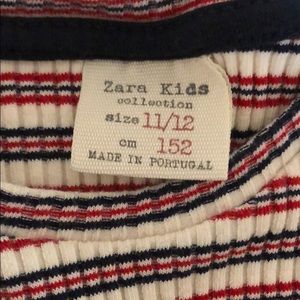 Zara Kids
collection
size 11/12
cm 152
MADE IN PORTUGAL